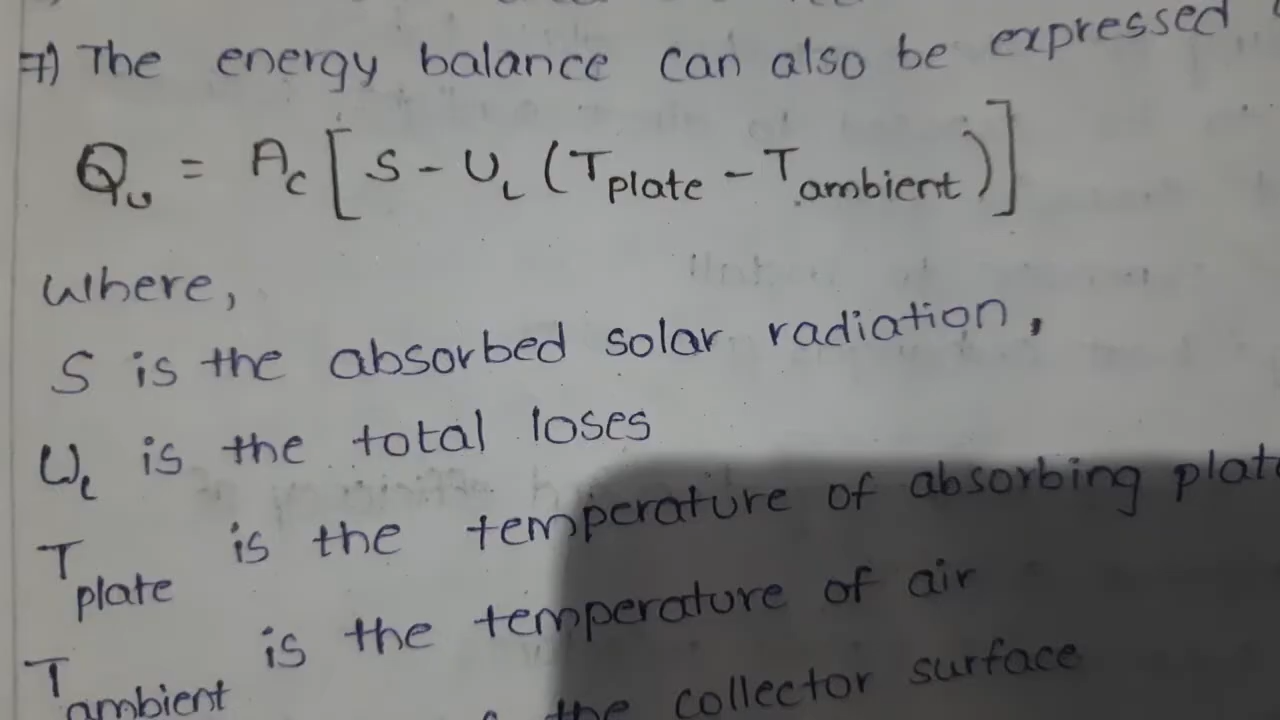 7) The energy balance can also be expressed
Qu = Ac [S - UL (Tplate - Tambient)]
where,
S is the absorbed solar radiation,
UL is the total loses
Tplate is the temperature of absorbing plat
Tambient is the temperature of air
the collector surface